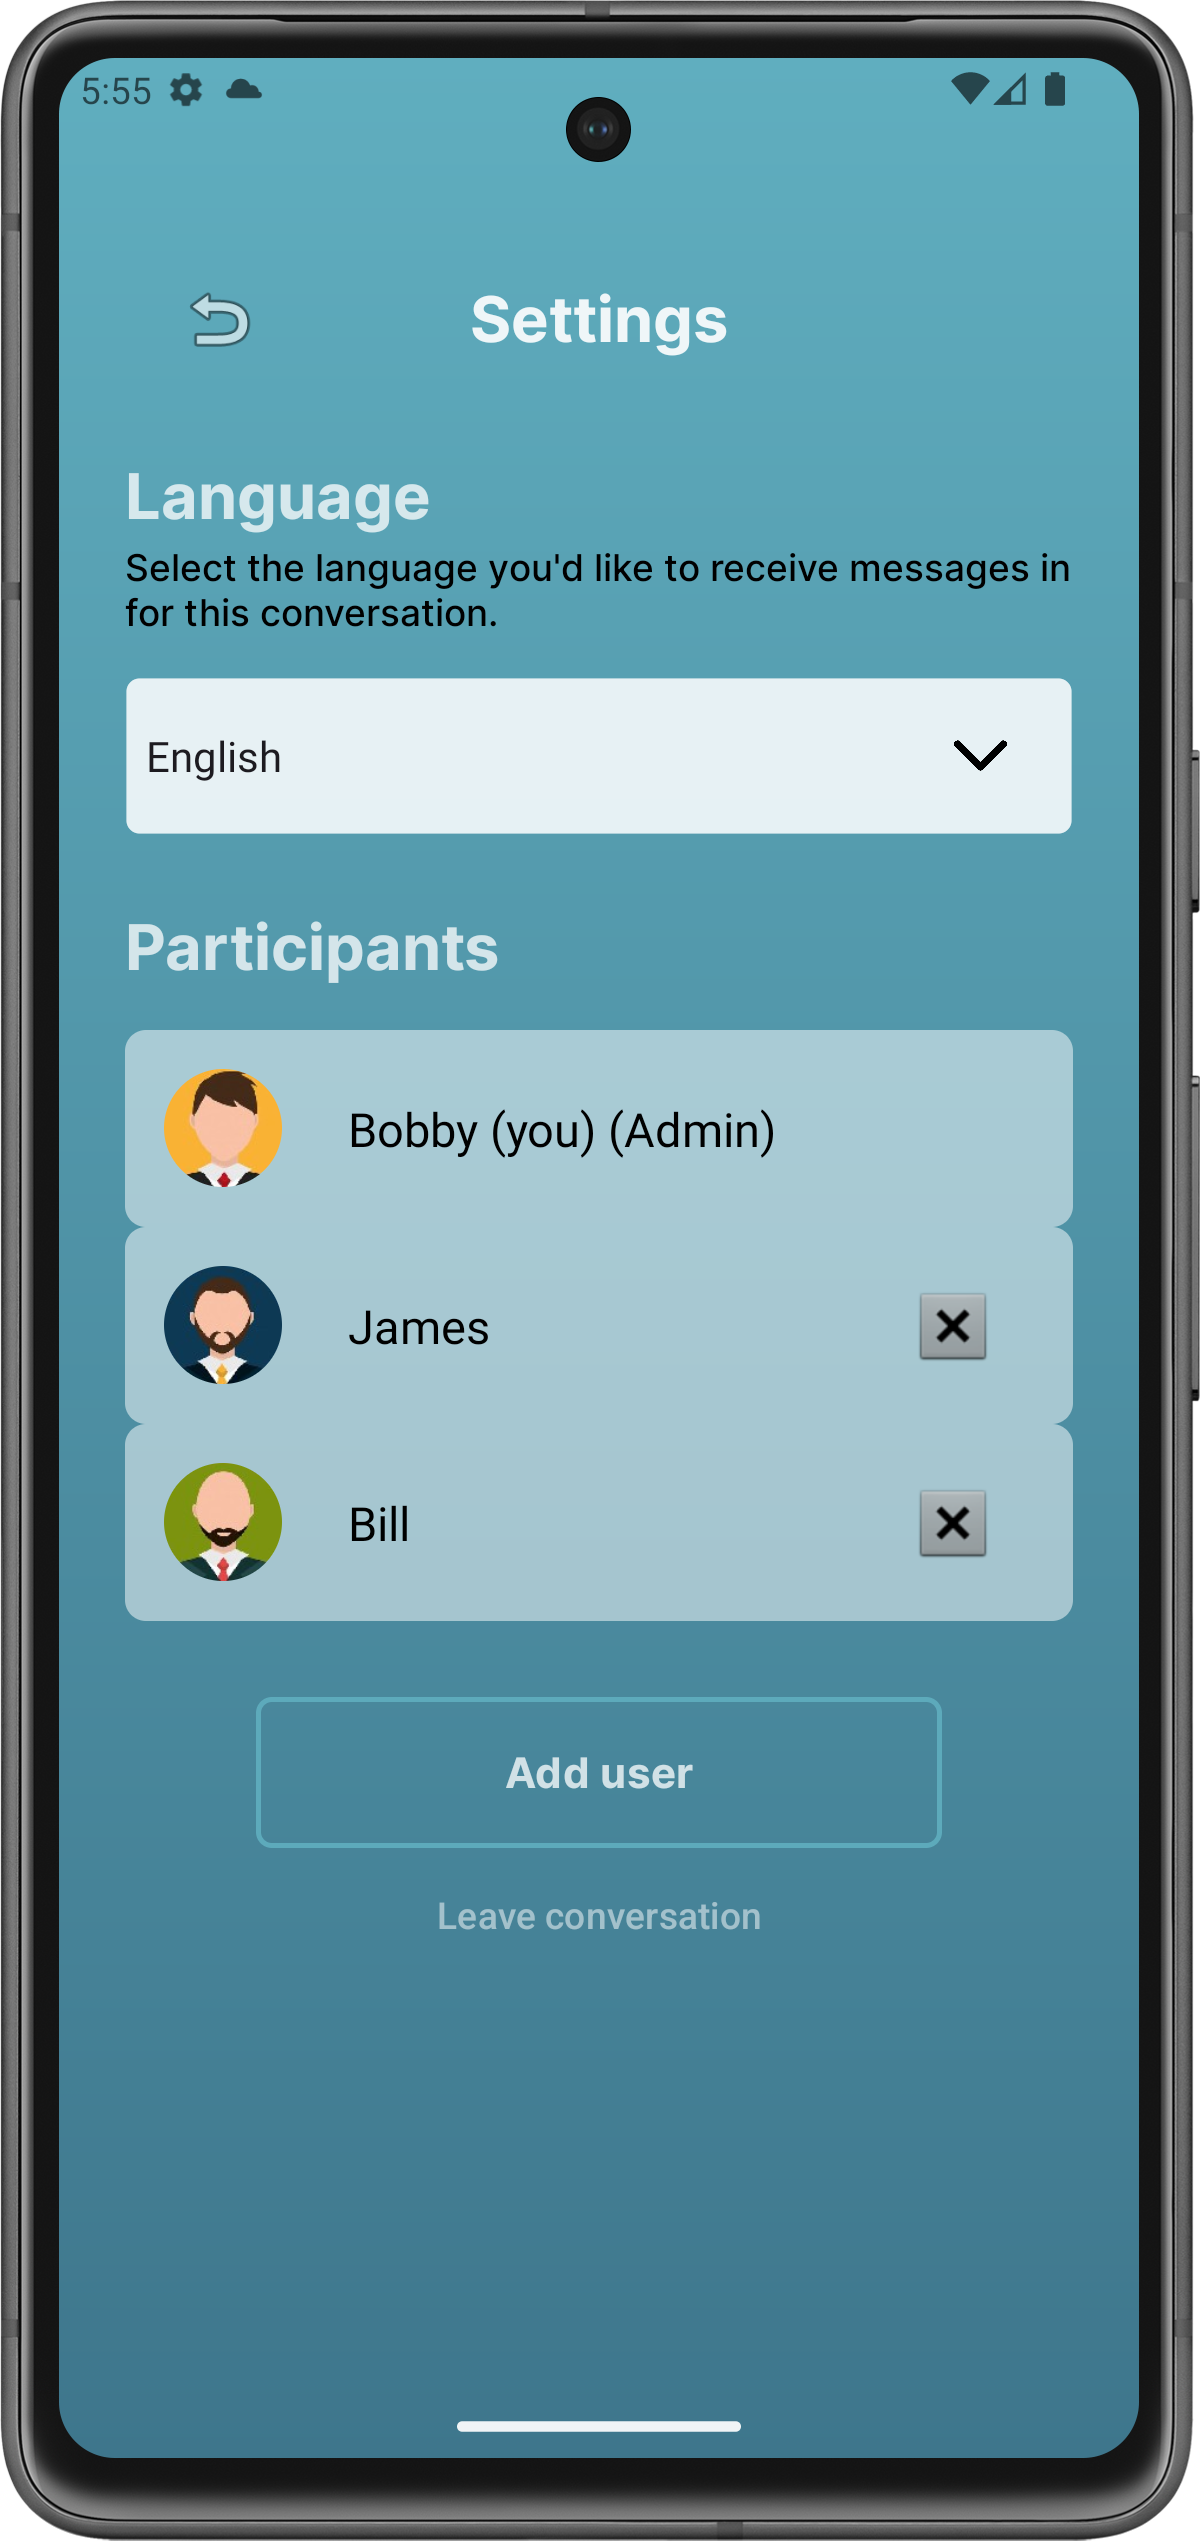 5:55
Settings
Language
Select the language you'd like to receive messages in
for this conversation.
English
Participants
Bobby (you) (Admin)
James
Bill
Add user
Leave conversation